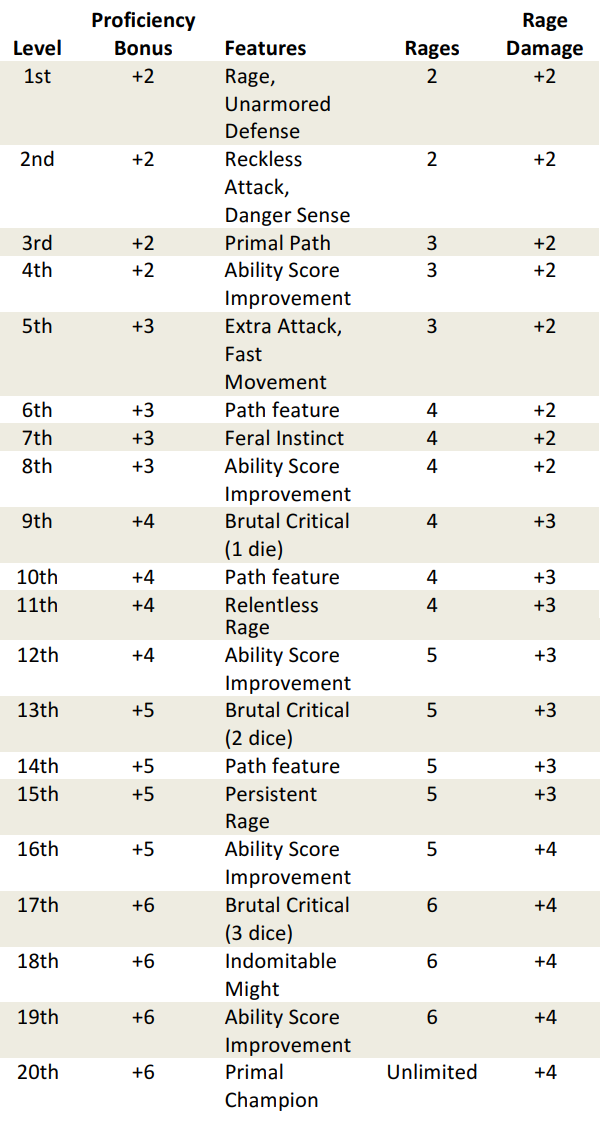 Proficiency Rage
Level Bonus Features Rages Damage
1st +2 Rage, 2 +2
Unarmored
Defense
2nd +2 Reckless 2 +2
Attack,
Danger Sense
3rd +2 Primal Path 3 +2
4th +2 Ability Score 3 +2
Improvement
5th +3 Extra Attack, 3 +2
Fast
Movement
6th +3 Path feature 4 +2
7th +3 Feral Instinct 4 +2
8th +3 Ability Score 4 +2
Improvement
9th +4 Brutal Critical 4 +3
(1 die)
10th +4 Path feature 4 +3
11th +4 Relentless 4 +3
Rage
12th +4 Ability Score 5 +3
Improvement
13th +5 Brutal Critical 5 +3
(2 dice)
14th +5 Path feature 5 +3
15th +5 Persistent 5 +3
Rage
16th +5 Ability Score 5 +4
Improvement
17th +6 Brutal Critical 6 +4
(3 dice)
18th +6 Indomitable 6 +4
Might
19th +6 Ability Score 6 +4
Improvement
20th +6 Primal Unlimited +4
Champion